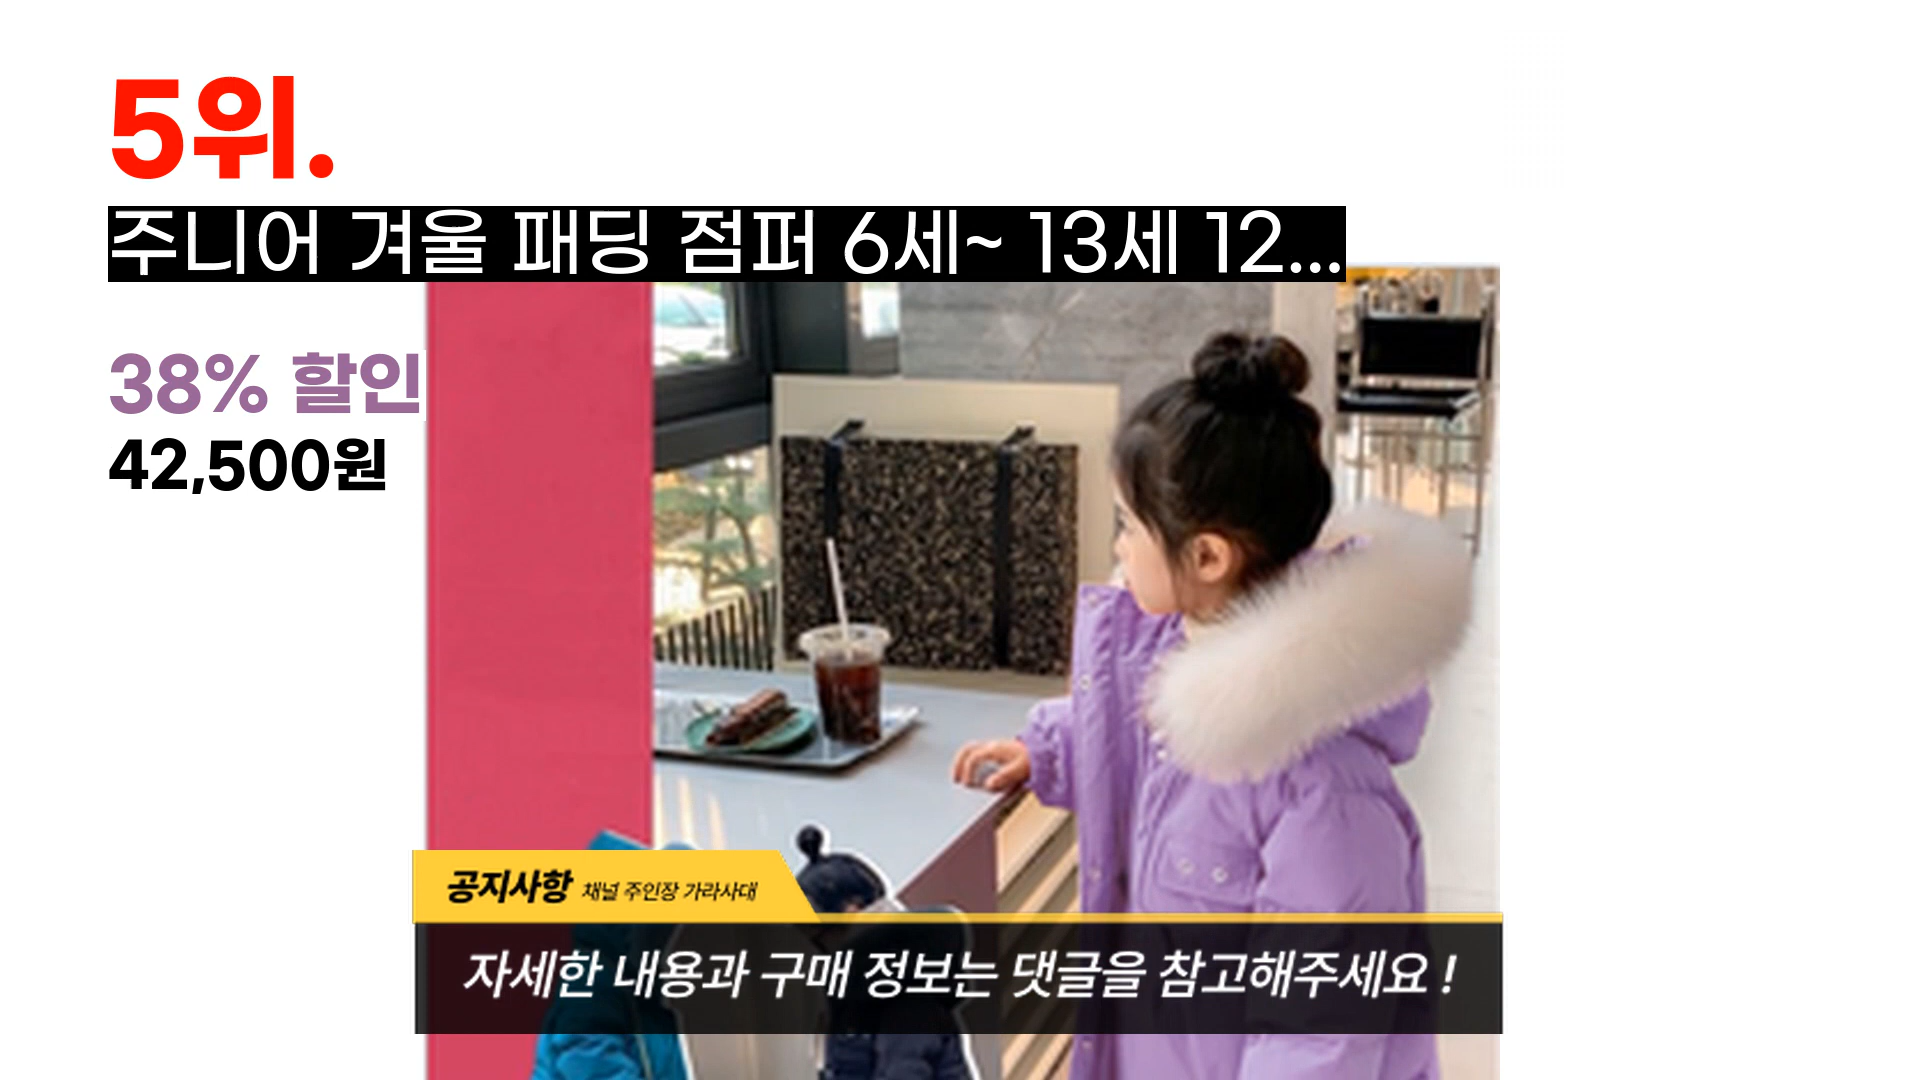 5위.
주니어 겨울 패딩 점퍼 6세~ 13세 12...
38% 할인
42,500원
공지사항 채널 주인장 가라사대
자세한 내용과 구매 정보는 댓글을 참고해주세요 !